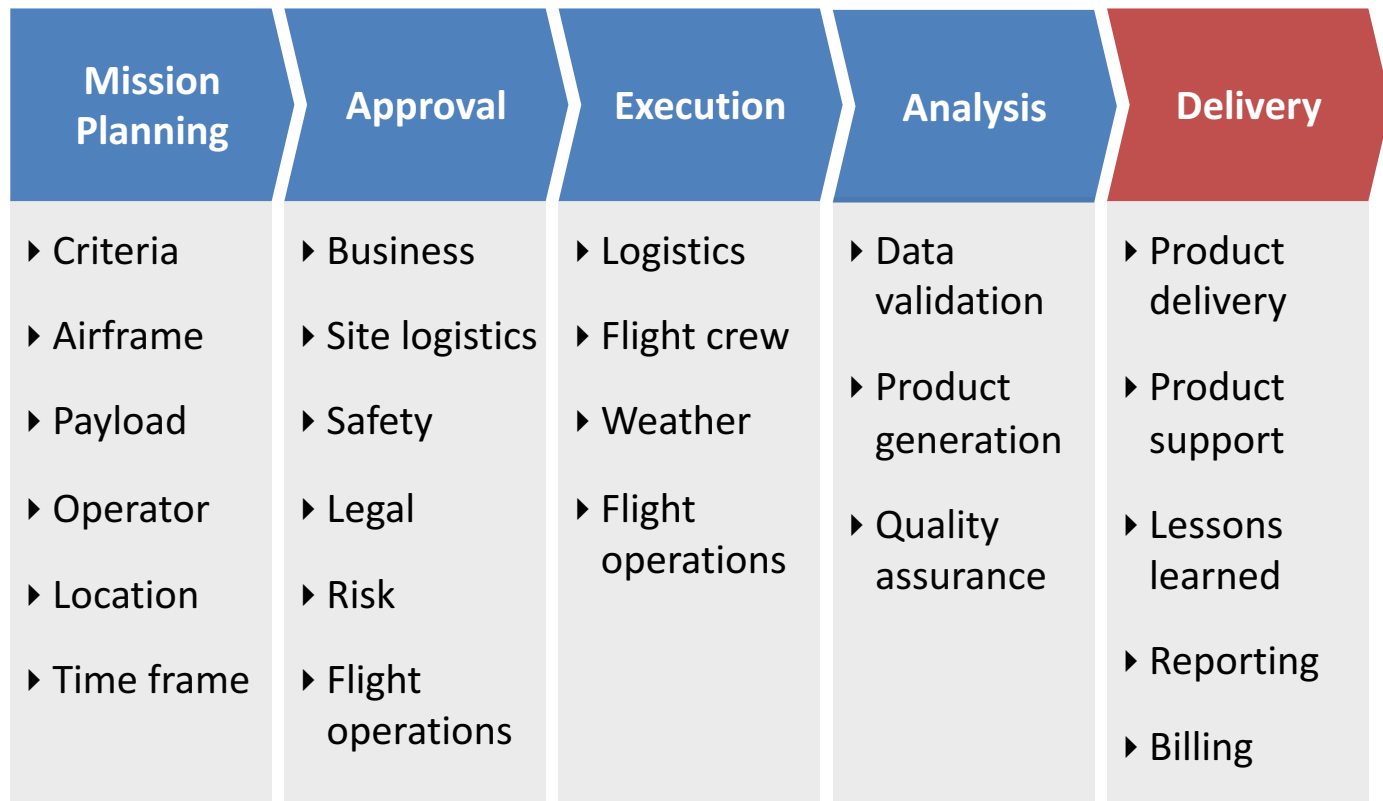 Mission
Planning
Approval
Execution
Analysis
Delivery
Criteria
Airframe
Payload
Operator
Location
Time frame
Business
Site logistics
Safety
Legal
Risk
Flight
operations
Logistics
Flight crew
Weather
Flight
operations
Data
validation
Product
generation
Quality
assurance
Product
delivery
Product
support
Lessons
learned
Reporting
Billing